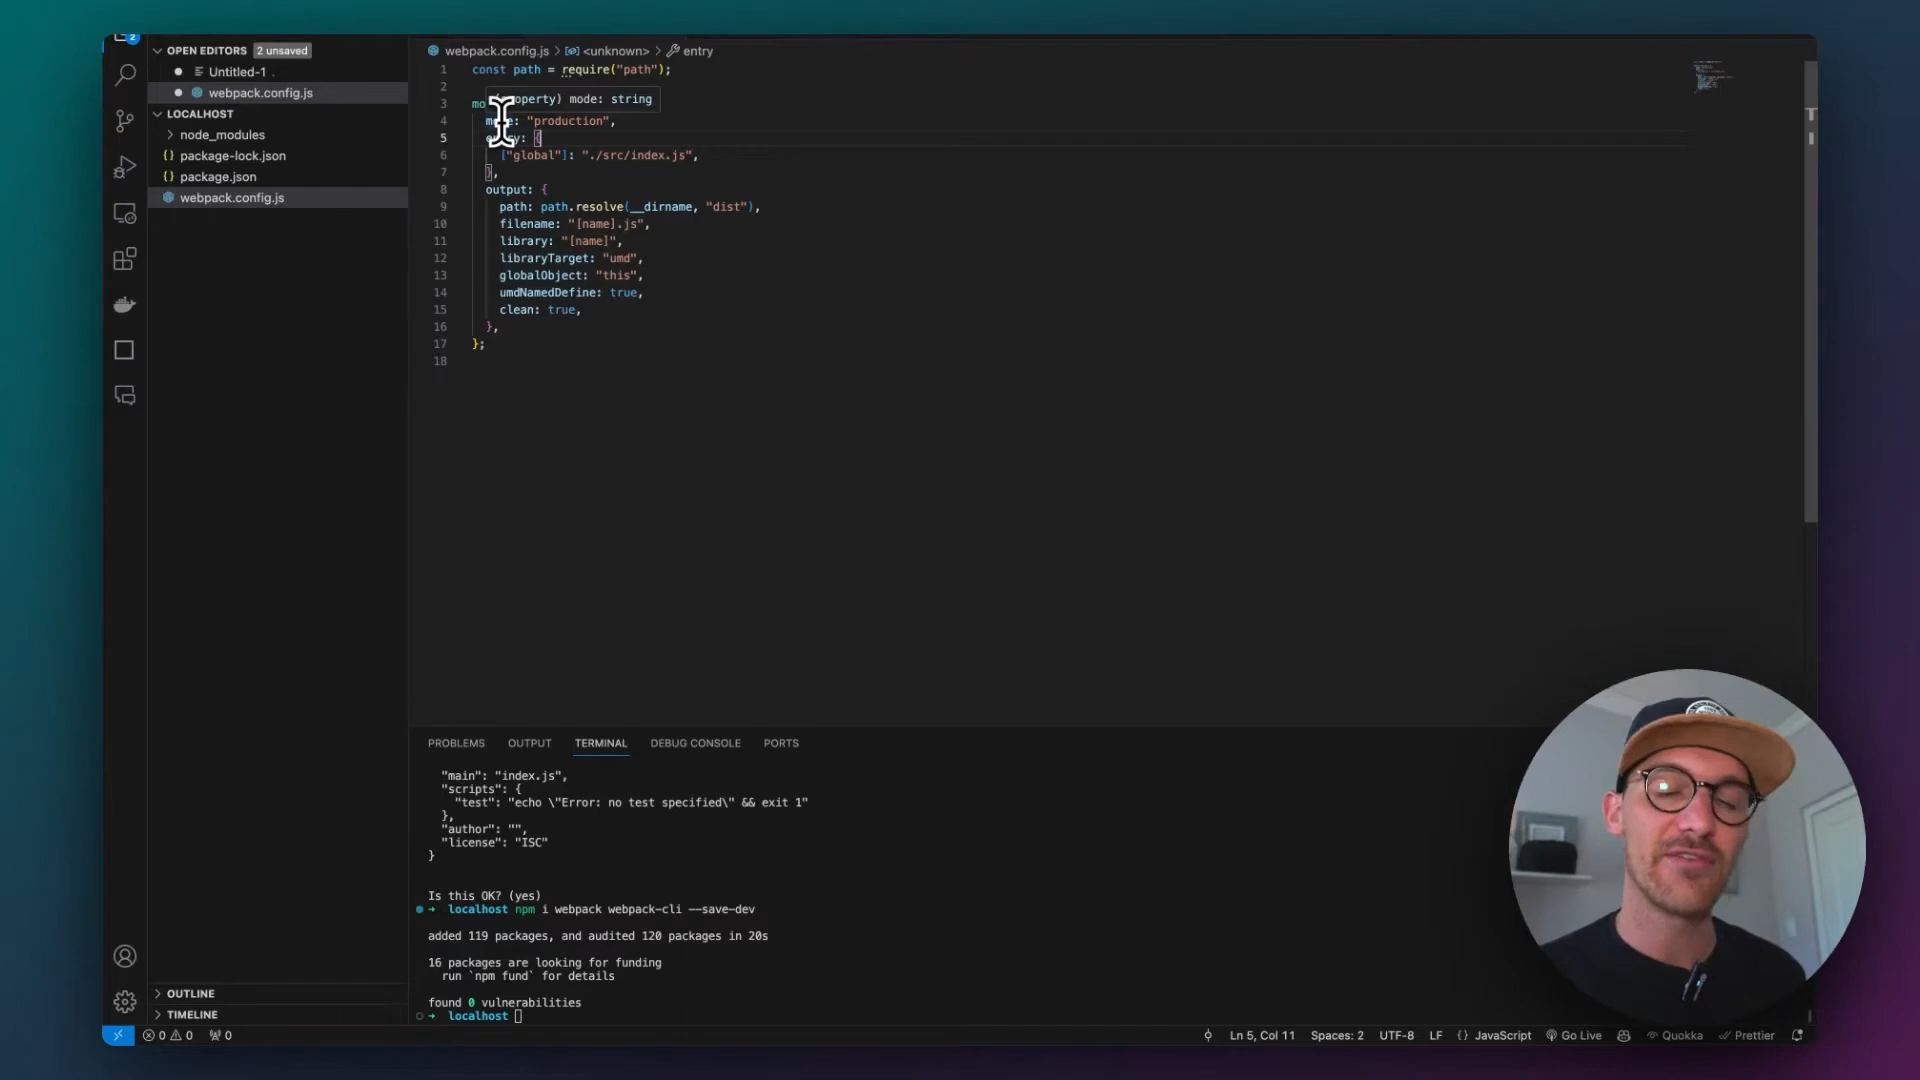 2
OPEN EDITORS 2 unsaved
Untitled-1 .
webpack.config.js
LOCALHOST
node_modules
package-lock.json
package.json
webpack.config.js
OUTLINE
TIMELINE
webpack.config.js > <unknown> > entry
1 const path = require("path");
2
3 mo
(property) mode: string
4 mode: "production",
5 entry: {
6 ["global"]: "./src/index.js",
7 },
8 output: {
9 path: path.resolve(__dirname, "dist"),
10 filename: "[name].js",
11 library: "[name]",
12 libraryTarget: "umd",
13 globalObject: "this",
14 umdNamedDefine: true,
15 clean: true,
16 },
17 };
18
PROBLEMS OUTPUT TERMINAL DEBUG CONSOLE PORTS
"main": "index.js",
"scripts": {
"test": "echo \"Error: no test specified\" && exit 1"
},
"author": "",
"license": "ISC"
}
Is this OK? (yes)
→ localhost npm i webpack webpack-cli --save-dev
added 119 packages, and audited 120 packages in 20s
16 packages are looking for funding
run `npm fund` for details
found 0 vulnerabilities
→ localhost
0 0 0 Ln 5, Col 11 Spaces: 2 UTF-8 LF {} JavaScript Go Live Quokka Prettier